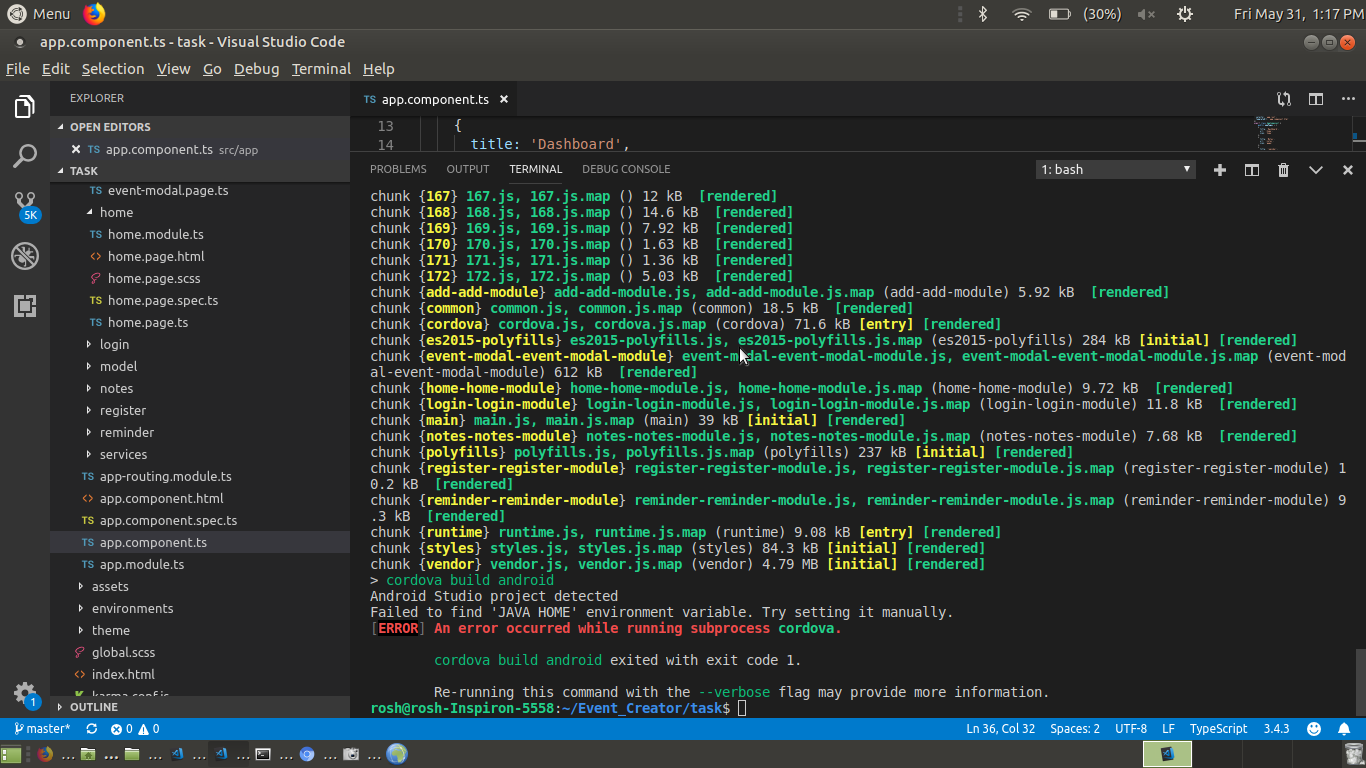 Menu
(30%)
Fri May 31, 1:17 PM
app.component.ts - task - Visual Studio Code
File Edit Selection View Go Debug Terminal Help
EXPLORER
OPEN EDITORS
TS app.component.ts src/app
TASK
TS event-modal.page.ts
home
TS home.module.ts
<> home.page.html
home.page.scss
TS home.page.spec.ts
TS home.page.ts
login
model
notes
register
reminder
services
TS app-routing.module.ts
<> app.component.html
TS app.component.spec.ts
TS app.component.ts
TS app.module.ts
assets
environments
theme
global.scss
<> index.html
karma.conf.js
OUTLINE
5K
1
TS app.component.ts
13 {
14 title: 'Dashboard',
PROBLEMS OUTPUT TERMINAL DEBUG CONSOLE
1: bash
chunk {167} 167.js, 167.js.map () 12 kB  [rendered]
chunk {168} 168.js, 168.js.map () 14.6 kB  [rendered]
chunk {169} 169.js, 169.js.map () 7.92 kB  [rendered]
chunk {170} 170.js, 170.js.map () 1.63 kB  [rendered]
chunk {171} 171.js, 171.js.map () 1.36 kB  [rendered]
chunk {172} 172.js, 172.js.map () 5.03 kB  [rendered]
chunk {add-add-module} add-add-module.js, add-add-module.js.map (add-add-module) 5.92 kB  [rendered]
chunk {common} common.js, common.js.map (common) 18.5 kB  [rendered]
chunk {cordova} cordova.js, cordova.js.map (cordova) 71.6 kB [entry] [rendered]
chunk {es2015-polyfills} es2015-polyfills.js, es2015-polyfills.js.map (es2015-polyfills) 284 kB [initial] [rendered]
chunk {event-modal-event-modal-module} event-modal-event-modal-module.js, event-modal-event-modal-module.js.map (event-mod
al-event-modal-module) 612 kB  [rendered]
chunk {home-home-module} home-home-module.js, home-home-module.js.map (home-home-module) 9.72 kB  [rendered]
chunk {login-login-module} login-login-module.js, login-login-module.js.map (login-login-module) 11.8 kB  [rendered]
chunk {main} main.js, main.js.map (main) 39 kB [initial] [rendered]
chunk {notes-notes-module} notes-notes-module.js, notes-notes-module.js.map (notes-notes-module) 7.68 kB  [rendered]
chunk {polyfills} polyfills.js, polyfills.js.map (polyfills) 237 kB [initial] [rendered]
chunk {register-register-module} register-register-module.js, register-register-module.js.map (register-register-module) 1
0.2 kB  [rendered]
chunk {reminder-reminder-module} reminder-reminder-module.js, reminder-reminder-module.js.map (reminder-reminder-module) 9
.3 kB  [rendered]
chunk {runtime} runtime.js, runtime.js.map (runtime) 9.08 kB [entry] [rendered]
chunk {styles} styles.js, styles.js.map (styles) 84.3 kB [initial] [rendered]
chunk {vendor} vendor.js, vendor.js.map (vendor) 4.79 MB [initial] [rendered]
> cordova build android
Android Studio project detected
Failed to find 'JAVA HOME' environment variable. Try setting it manually.
[ERROR] An error occurred while running subprocess cordova.
cordova build android exited with exit code 1.
Re-running this command with the --verbose flag may provide more information.
rosh@rosh-Inspiron-5558:~/Event_Creator/task$
master* 0 0 Ln 36, Col 32 Spaces: 2 UTF-8 LF TypeScript 3.4.3